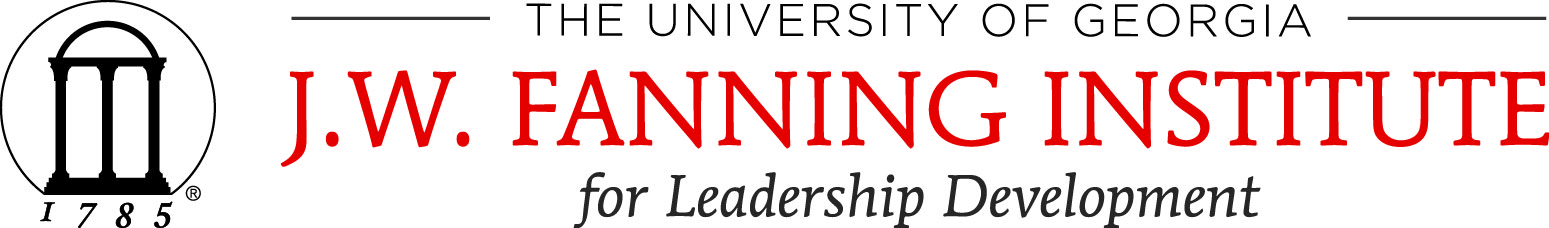 THE UNIVERSITY OF GEORGIA
J.W. FANNING INSTITUTE
for Leadership Development
1785
®